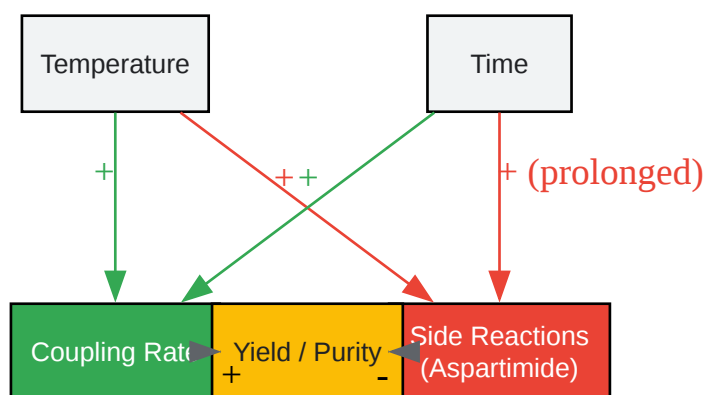 Temperature
Time
+
+
+
+ (prolonged)
Coupling Rate
Yield / Purity
Side Reactions
(Aspartimide)
+
-